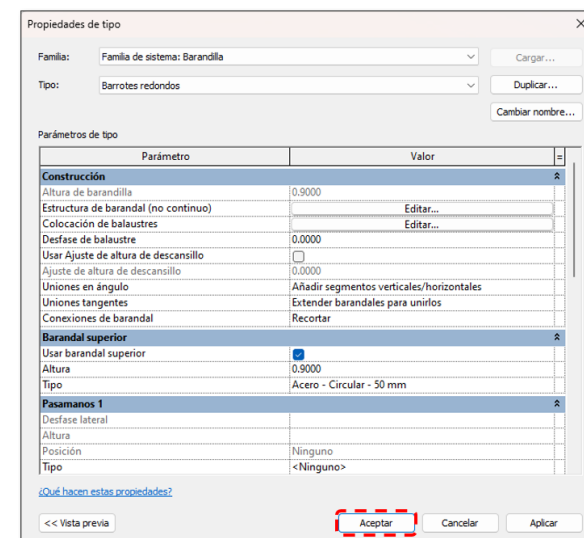 Propiedades de tipo
Familia: Familia de sistema: Barandilla Cargar...
Tipo: Barrotes redondos Duplicar...
Cambiar nombre...
Parámetros de tipo
Parámetro Valor =
Construcción
Altura de barandilla 0.9000
Estructura de barandal (no continuo) Editar...
Colocación de balaustres Editar...
Desfase de balaustre 0.0000
Usar Ajuste de altura de descansillo
Ajuste de altura de descansillo 0.0000
Uniones en ángulo Añadir segmentos verticales/horizontales
Uniones tangentes Extender barandales para unirlos
Conexiones de barandal Recortar
Barandal superior
Usar barandal superior
Altura 0.9000
Tipo Acero - Circular - 50 mm
Pasamanos 1
Desfase lateral
Altura
Posición Ninguno
Tipo <Ninguno>
¿Qué hacen estas propiedades?
<< Vista previa Aceptar Cancelar Aplicar